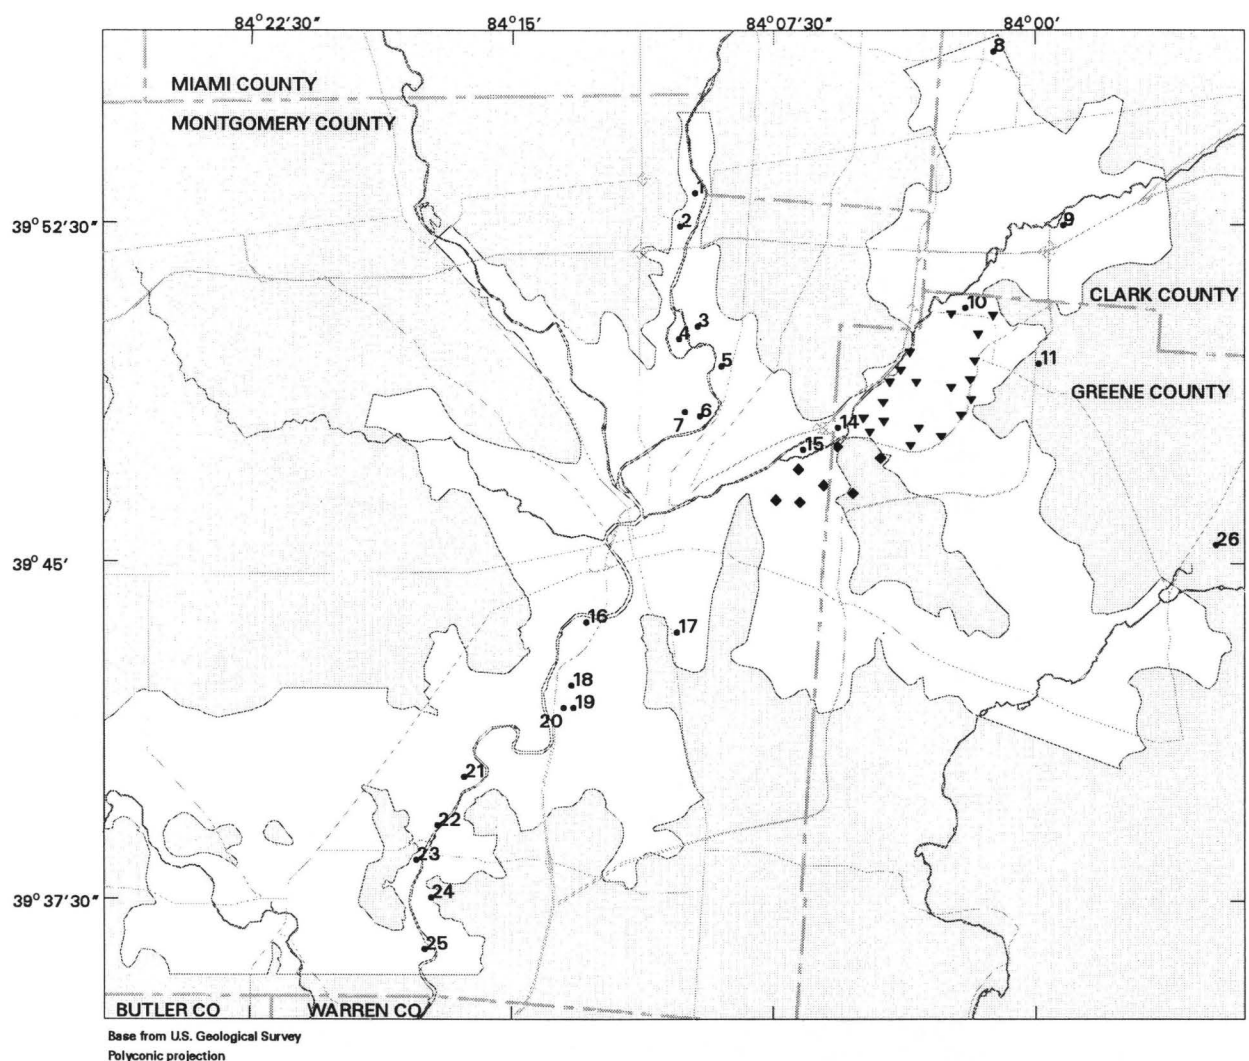 84° 22'30" 84° 15' 84° 07'30" 84° 00'
8
MIAMI COUNTY
MONTGOMERY COUNTY
1
39° 52'30" 2 9
CLARK COUNTY
10
3
4
5 11
GREENE COUNTY
7 6
14
15
26
39° 45'
16
17
18
20 19
21
22
23
24
39° 37'30"
25
BUTLER CO WARREN CO
Base from U.S. Geological Survey
Polyconic projection